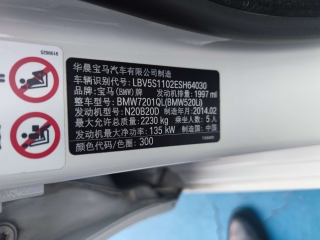 华晨宝马汽车有限公司制造
车辆识别代号: LBV5S1102ESH64030
品牌: 宝马(BMW)牌 发动机排量: 1997 ml
整车型号: BMW7201QL(BMW520Li)
发动机型号: N20B20D 制造年月: 2014.02
最大允许总质量: 2230 kg 乘坐人数: 5 人
发动机最大净功率: 135 kW 制造国: 中国
颜色代码/色圈: 300